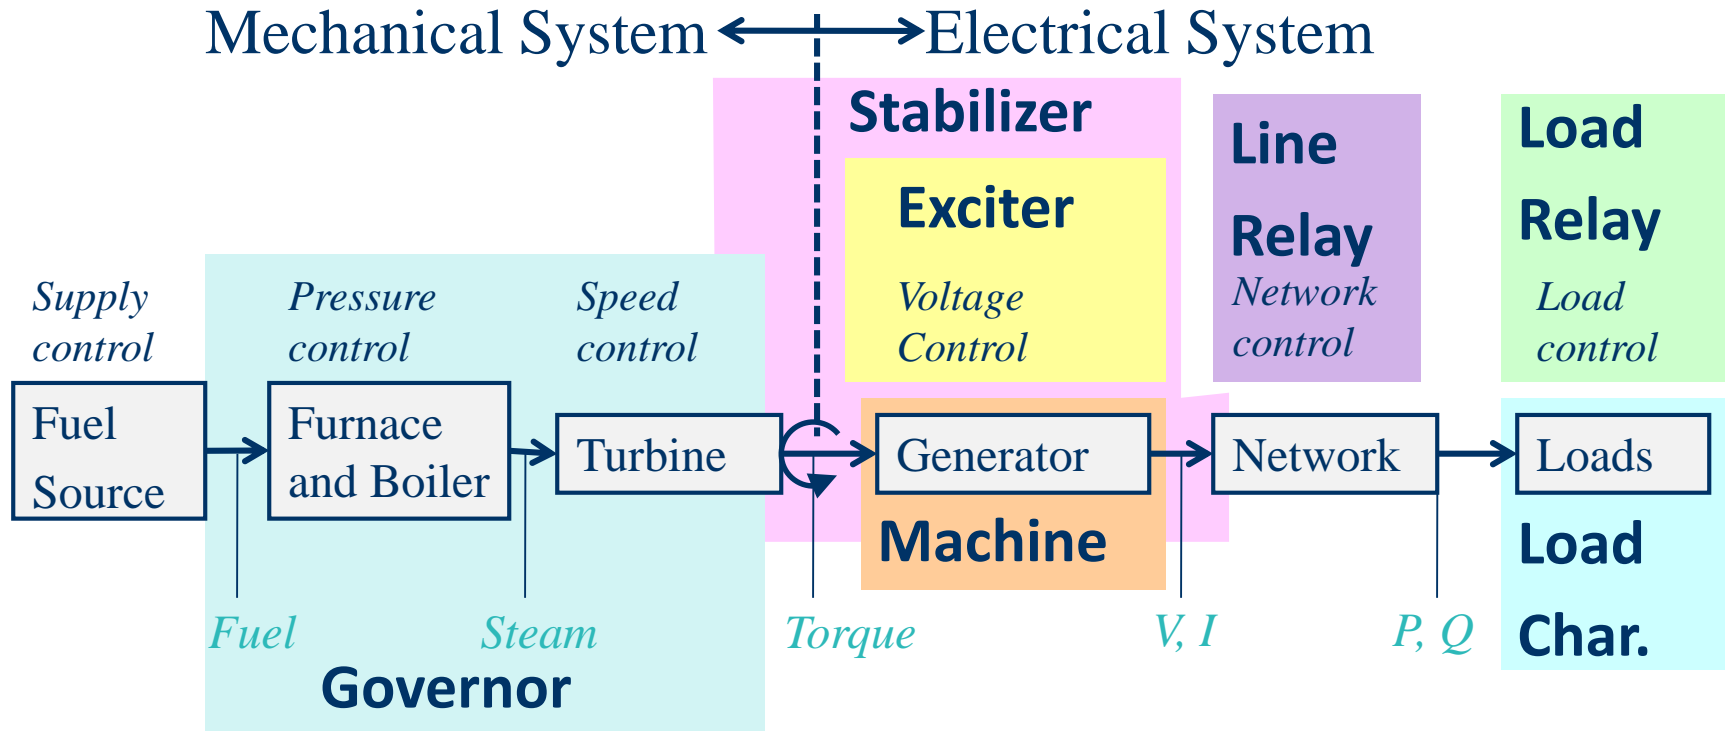 Mechanical System
Electrical System
Stabilizer
Exciter
Voltage
Control
Line
Relay
Network
control
Load
Relay
Load
control
Supply
control
Pressure
control
Speed
control
Fuel
Source
Furnace
and Boiler
Turbine
Generator
Network
Loads
Machine
Load
Char.
Fuel
Steam
Torque
V, I
P, Q
Governor